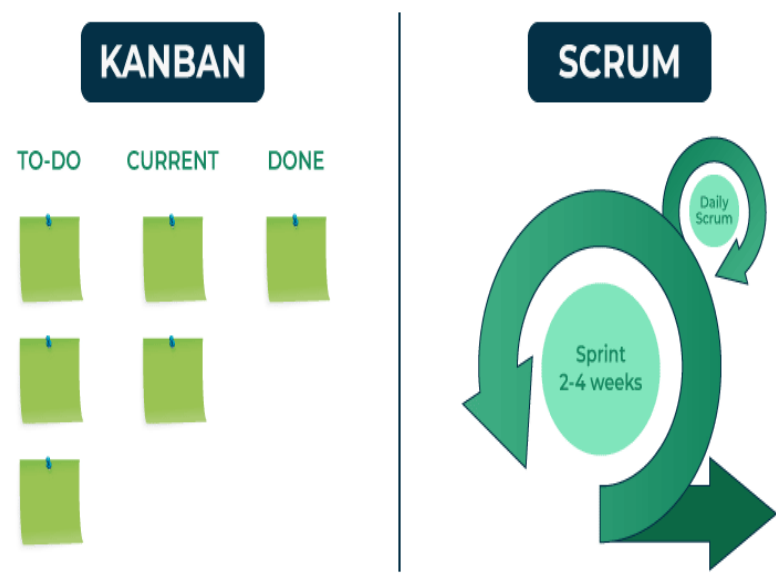 KANBAN
TO-DO CURRENT DONE
SCRUM
Daily
Scrum
Sprint
2-4 weeks